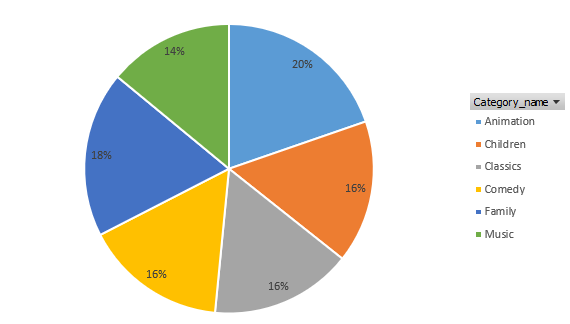 20%
16%
16%
16%
18%
14%
Category_name
Animation
Children
Classics
Comedy
Family
Music